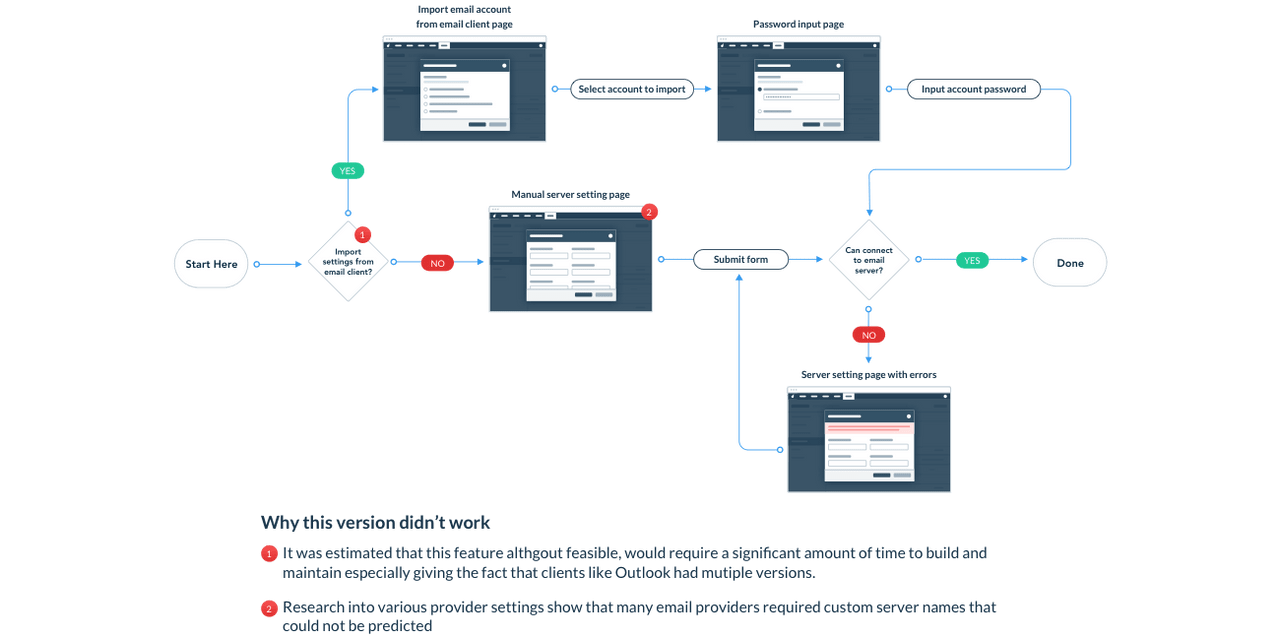 Import email account
from email client page
Password input page
Select account to import
Input account password
YES
Manual server setting page
2
1
Start Here
Import
settings from
email client?
NO
Submit form
Can connect
to email
server?
YES
Done
NO
Server setting page with errors
Why this version didn’t work
1 It was estimated that this feature althgout feasible, would require a significant amount of time to build and
maintain especially giving the fact that clients like Outlook had mutiple versions.
2 Research into various provider settings show that many email providers required custom server names that
could not be predicted